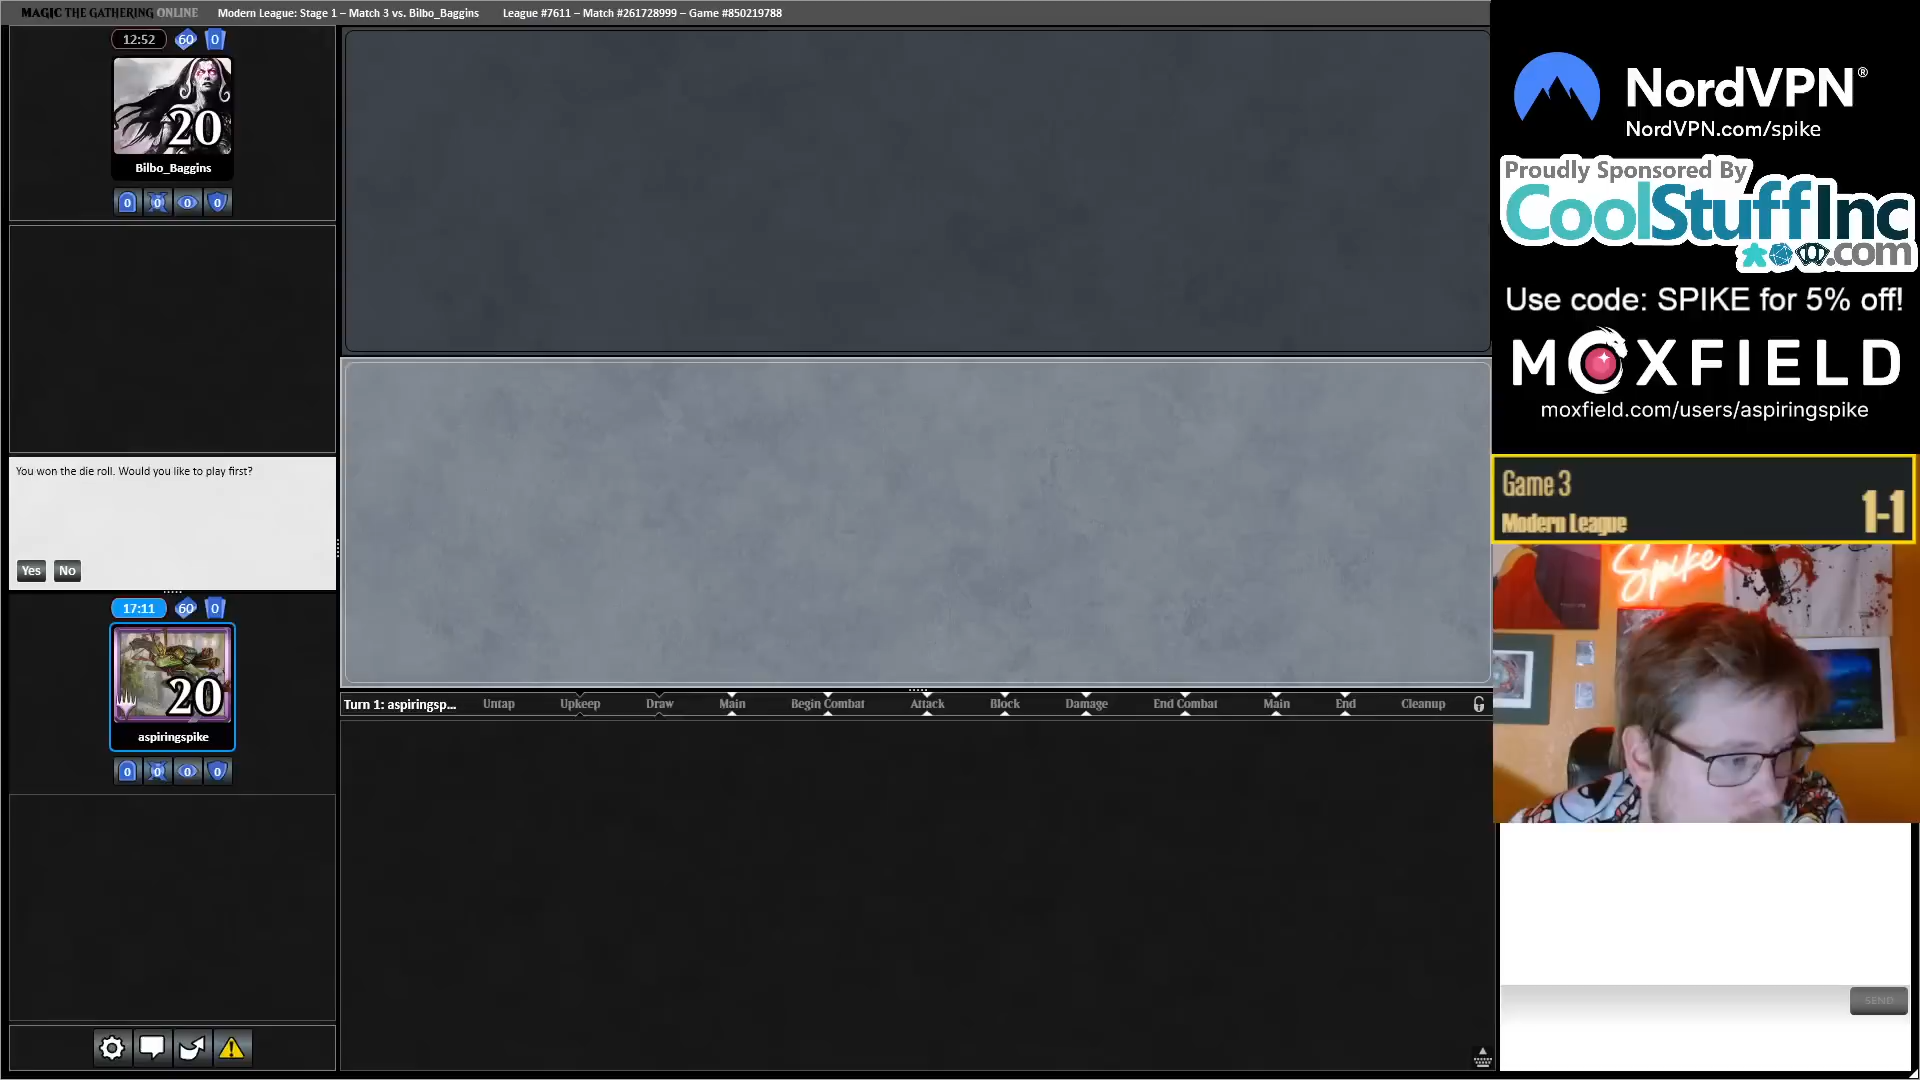 MAGIC THE GATHERING ONLINE
Modern League: Stage 1 – Match 3 vs. Bilbo_Baggins
League #7611 – Match #261728999 – Game #850219788
12:52
60
0
20
Bilbo_Baggins
0
0
0
0
You won the die roll. Would you like to play first?
Yes
No
17:11
60
0
20
aspiringspike
0
0
0
0
Turn 1: aspiringsp...
Untap
Upkeep
Draw
Main
Begin Combat
Attack
Block
Damage
End Combat
Main
End
Cleanup
NordVPN®
NordVPN.com/spike
Proudly Sponsored By
CoolStuffInc
.com
Use code: SPIKE for 5% off!
MOXFIELD
moxfield.com/users/aspiringspike
Game 3
Modern League
1-1
Spike
SEND